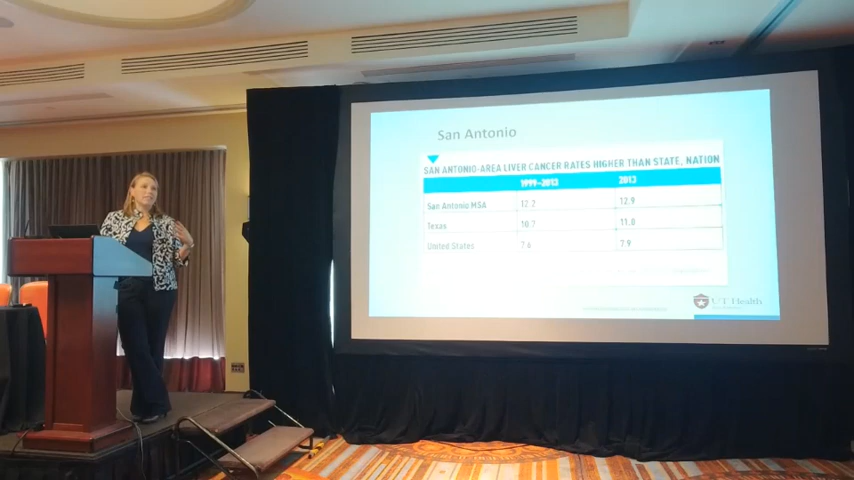 San Antonio
SAN ANTONIO-AREA LIVER CANCER RATES HIGHER THAN STATE, NATION
1999–2013 2013
San Antonio MSA 12.2 12.9
Texas 10.7 11.0
United States 7.6 7.9
UT Health